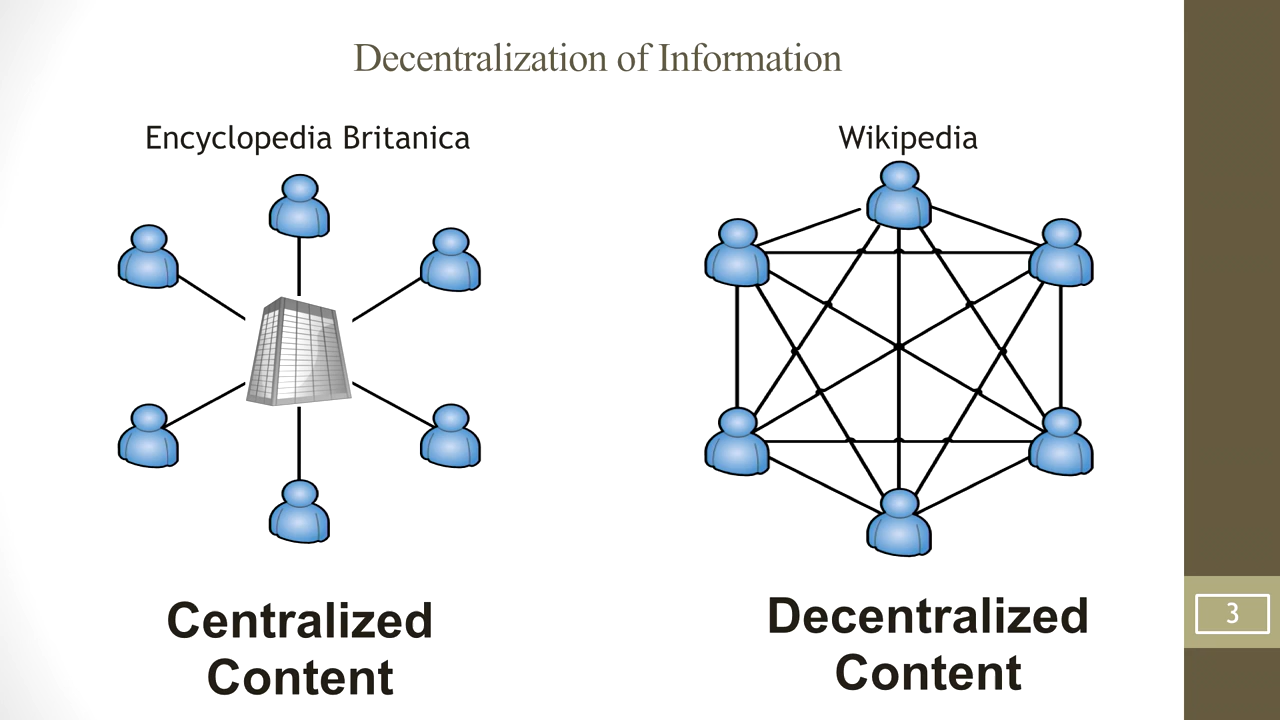 Decentralization of Information
Encyclopedia Britanica
Wikipedia
Centralized
Content
Decentralized
Content
3